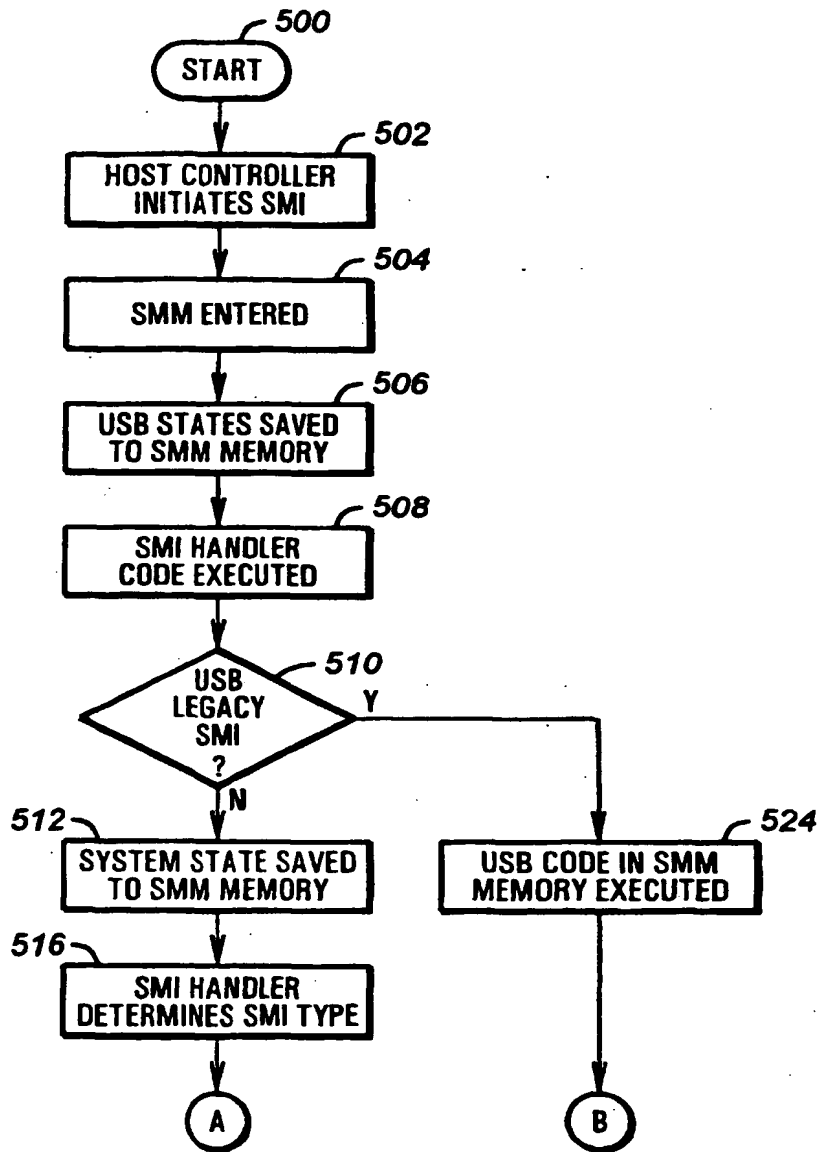 500
START
502
HOST CONTROLLER
INITIATES SMI
504
SMM ENTERED
506
USB STATES SAVED
TO SMM MEMORY
508
SMI HANDLER
CODE EXECUTED
510
USB
LEGACY
SMI
?
Y
N
512
SYSTEM STATE SAVED
TO SMM MEMORY
524
USB CODE IN SMM
MEMORY EXECUTED
516
SMI HANDLER
DETERMINES SMI TYPE
A
B